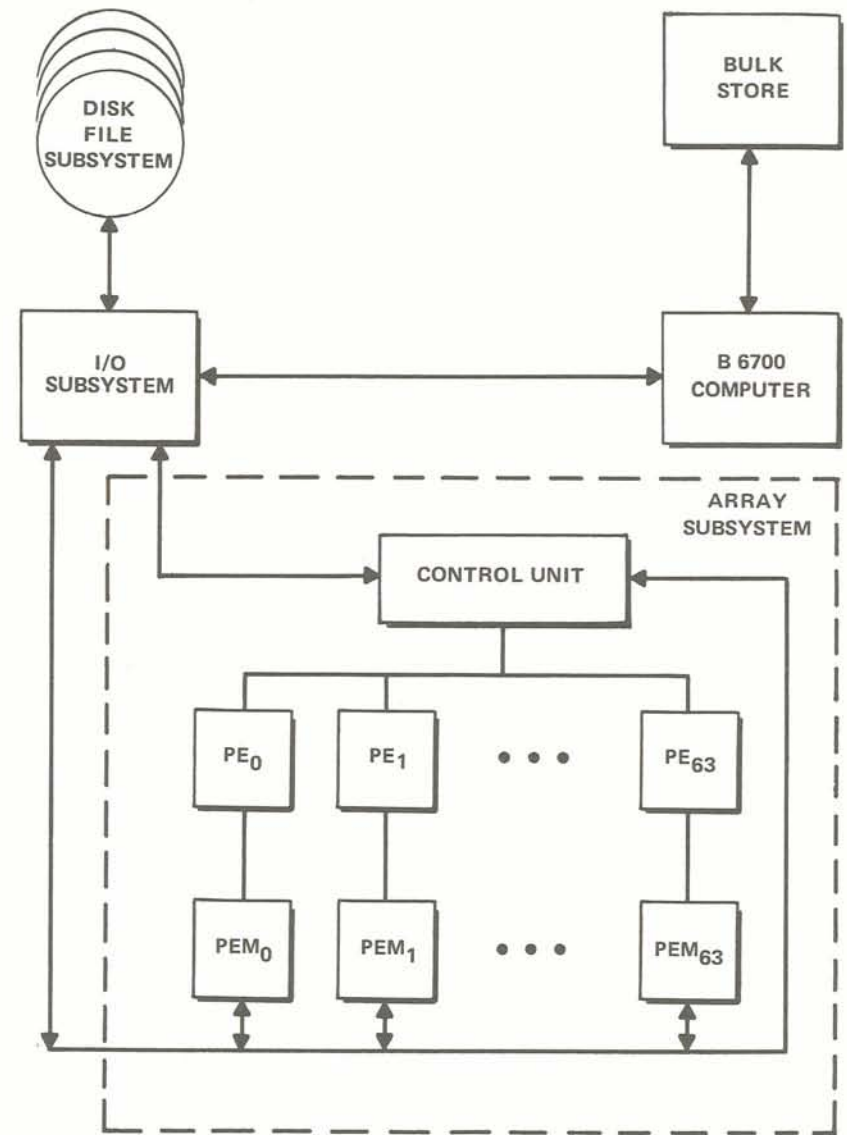 DISK
FILE
SUBSYSTEM
BULK
STORE
I/O
SUBSYSTEM
B 6700
COMPUTER
ARRAY
SUBSYSTEM
CONTROL UNIT
PE0
PE1
• • •
PE63
PEM0
PEM1
• • •
PEM63